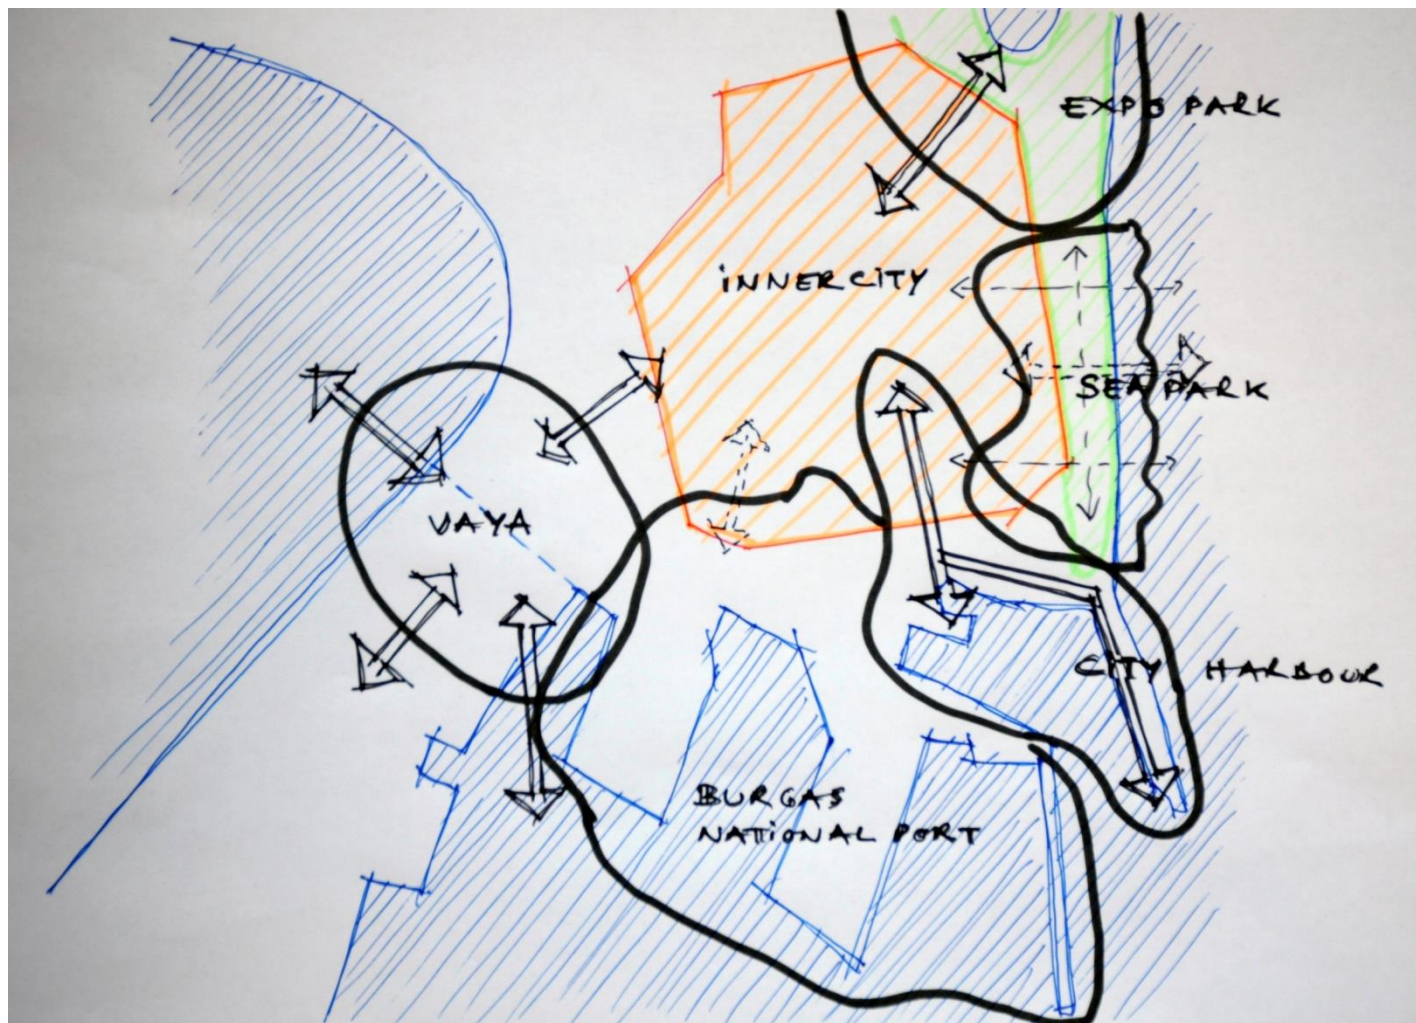 EXPO PARK
INNERCITY
SEA PARK
VAYA
CITY HARBOUR
BURGAS
NATIONAL PORT